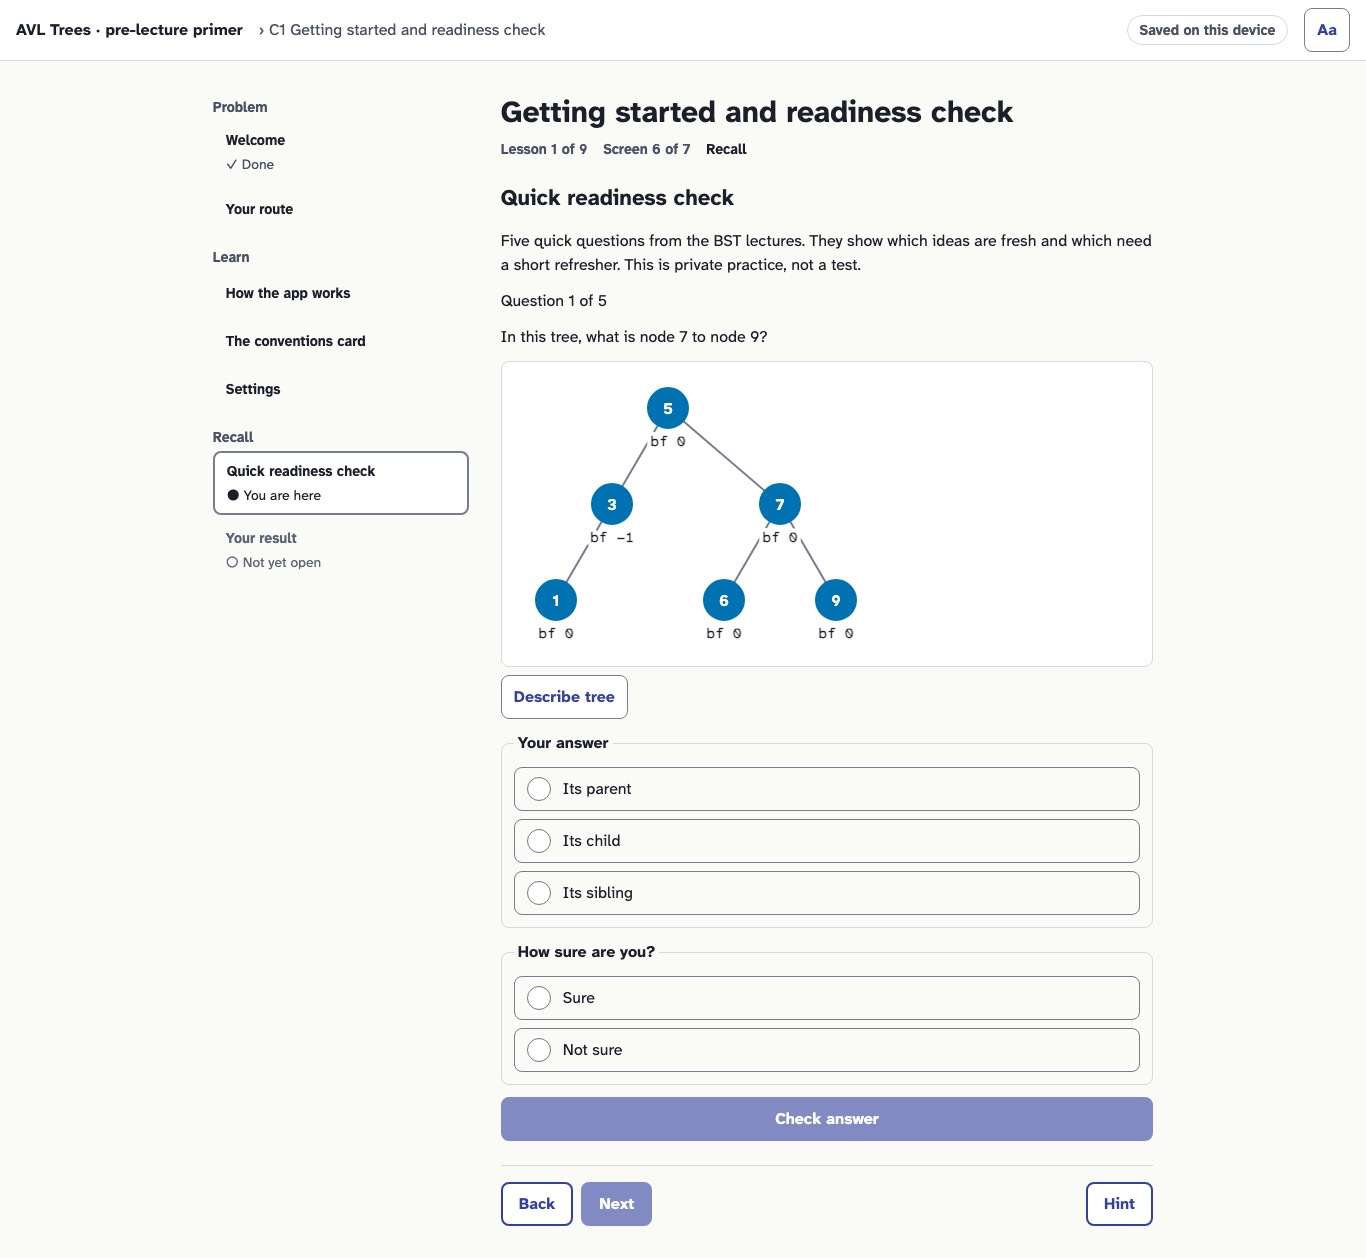 AVL Trees · pre-lecture primer › C1 Getting started and readiness check
Saved on this device
Aa
Problem
Welcome
✓ Done
Your route
Learn
How the app works
The conventions card
Settings
Recall
Quick readiness check
● You are here
Your result
○ Not yet open
Getting started and readiness check
Lesson 1 of 9 Screen 6 of 7 Recall
Quick readiness check
Five quick questions from the BST lectures. They show which ideas are fresh and which need
a short refresher. This is private practice, not a test.
Question 1 of 5
In this tree, what is node 7 to node 9?
5
bf 0
3
7
bf −1
bf 0
1
6
9
bf 0
bf 0
bf 0
Describe tree
Your answer
Its parent
Its child
Its sibling
How sure are you?
Sure
Not sure
Check answer
Back
Next
Hint